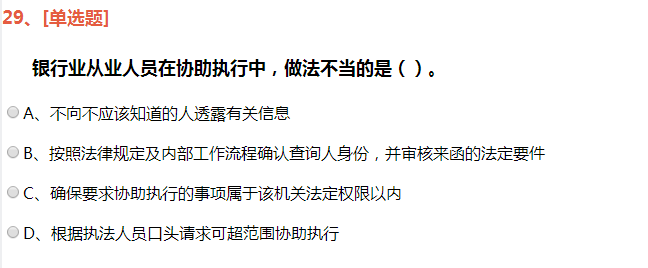 29、[单选题]
银行业从业人员在协助执行中，做法不当的是（ ）。
A、不向不应该知道的人透露有关信息
B、按照法律规定及内部工作流程确认查询人身份，并审核来函的法定要件
C、确保要求协助执行的事项属于该机关法定权限以内
D、根据执法人员口头请求可超范围协助执行